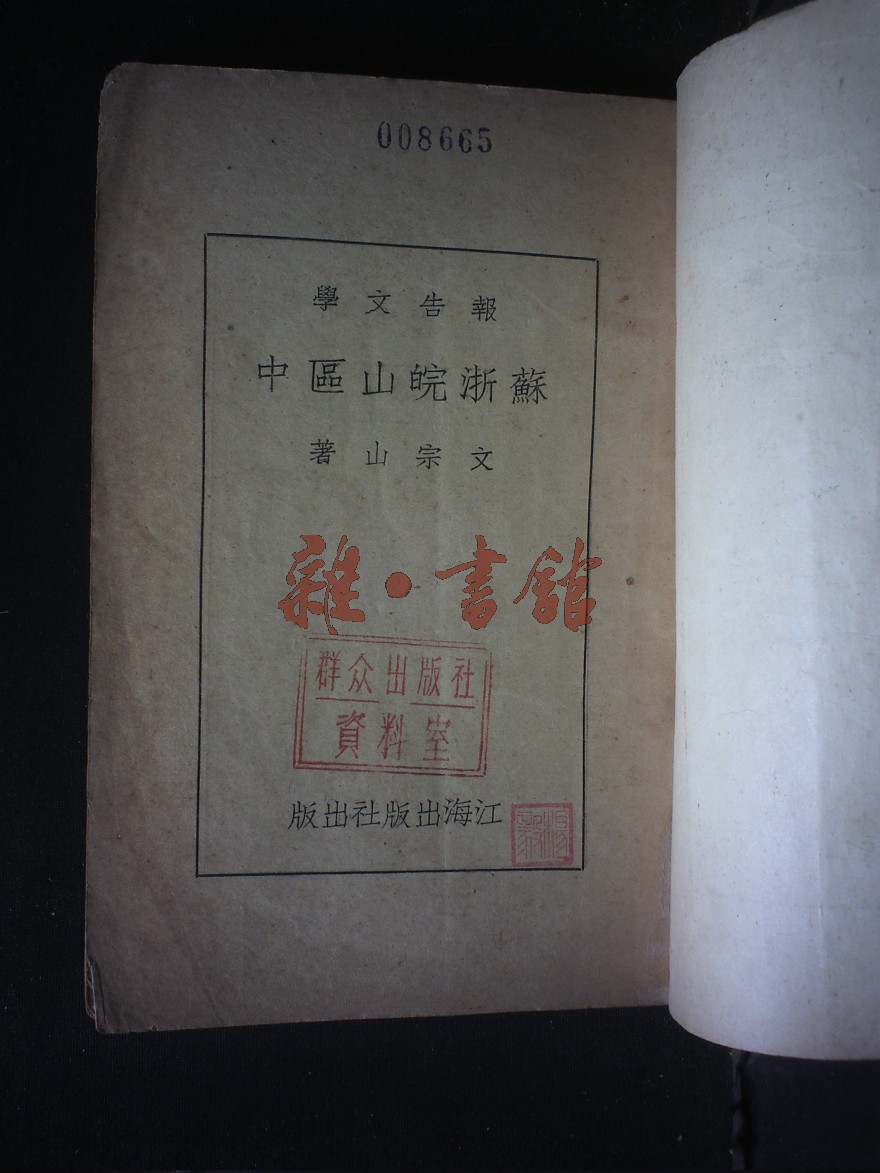 008665
報告文學
蘇浙皖山區中
文宗山著
雜·書館
群众出版社
資料室
江海出版社出版